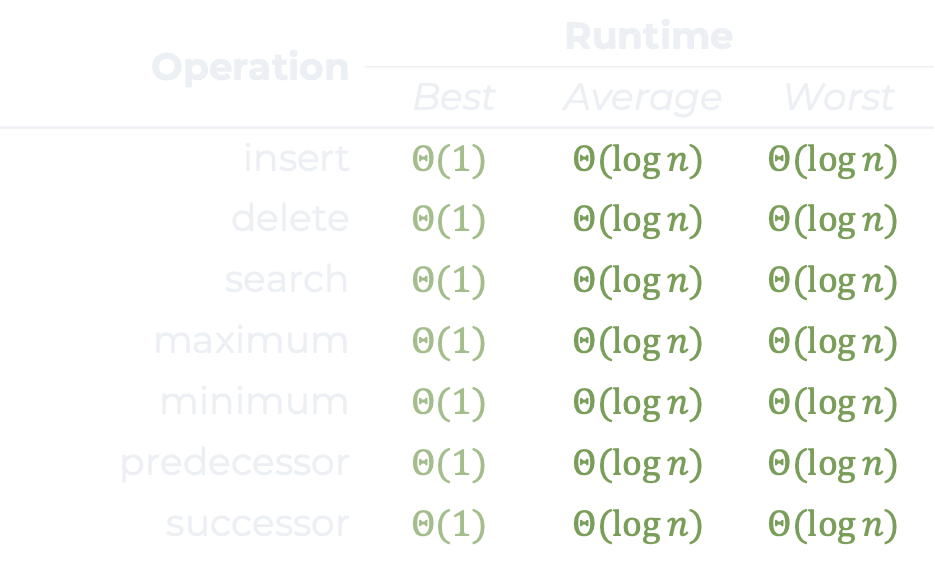 Runtime
Operation
Best Average Worst
insert Θ(1) Θ(log n) Θ(log n)
delete Θ(1) Θ(log n) Θ(log n)
search Θ(1) Θ(log n) Θ(log n)
maximum Θ(1) Θ(log n) Θ(log n)
minimum Θ(1) Θ(log n) Θ(log n)
predecessor Θ(1) Θ(log n) Θ(log n)
successor Θ(1) Θ(log n) Θ(log n)